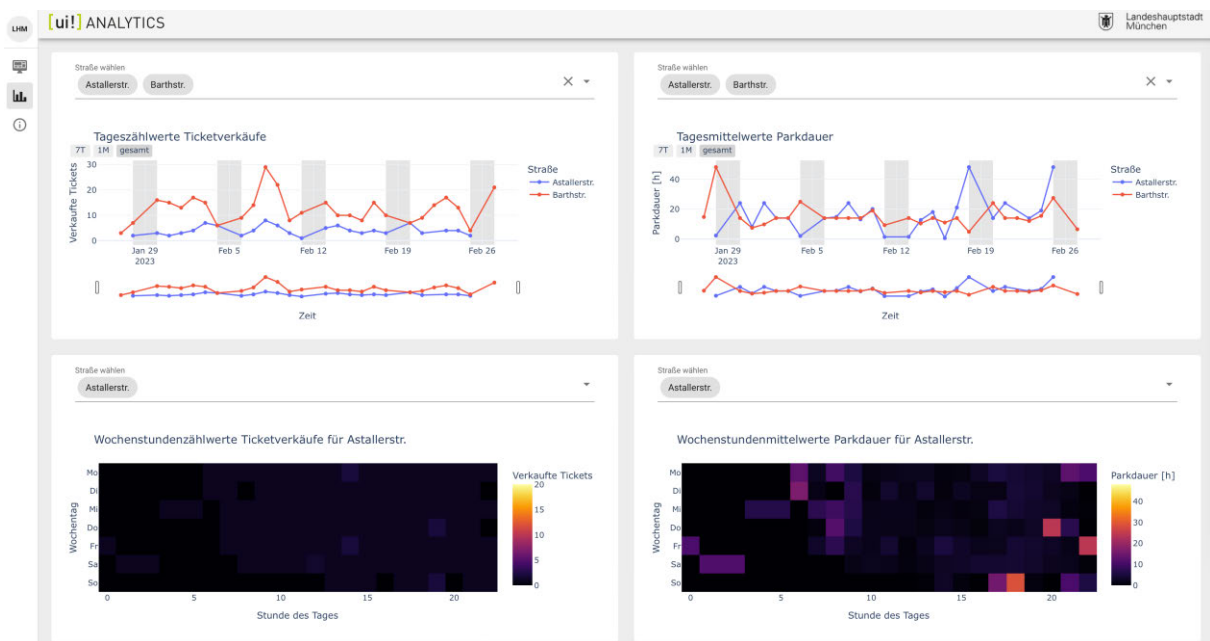 LHM
[ui!] ANALYTICS
Landeshauptstadt
München
Straße wählen
Astallerstr. Barthstr.
Tageszählwerte Ticketverkäufe
7T 1M gesamt
Verkaufte Tickets
30
20
10
0
Jan 29 Feb 5 Feb 12 Feb 19 Feb 26
2023
Zeit
Straße
Astallerstr.
Barthstr.
Straße wählen
Astallerstr. Barthstr.
Tagesmittelwerte Parkdauer
7T 1M gesamt
Parkdauer [h]
40
20
0
Jan 29 Feb 5 Feb 12 Feb 19 Feb 26
2023
Zeit
Straße
Astallerstr.
Barthstr.
Straße wählen
Astallerstr.
Wochenstundenzählwerte Ticketverkäufe für Astallerstr.
Wochentag
Mo
Di
Mi
Do
Fr
Sa
So
0 5 10 15 20
Stunde des Tages
Verkaufte Tickets
20
15
10
5
0
Straße wählen
Astallerstr.
Wochenstundenmittelwerte Parkdauer für Astallerstr.
Wochentag
Mo
Di
Mi
Do
Fr
Sa
So
0 5 10 15 20
Stunde des Tages
Parkdauer [h]
40
30
20
10
0